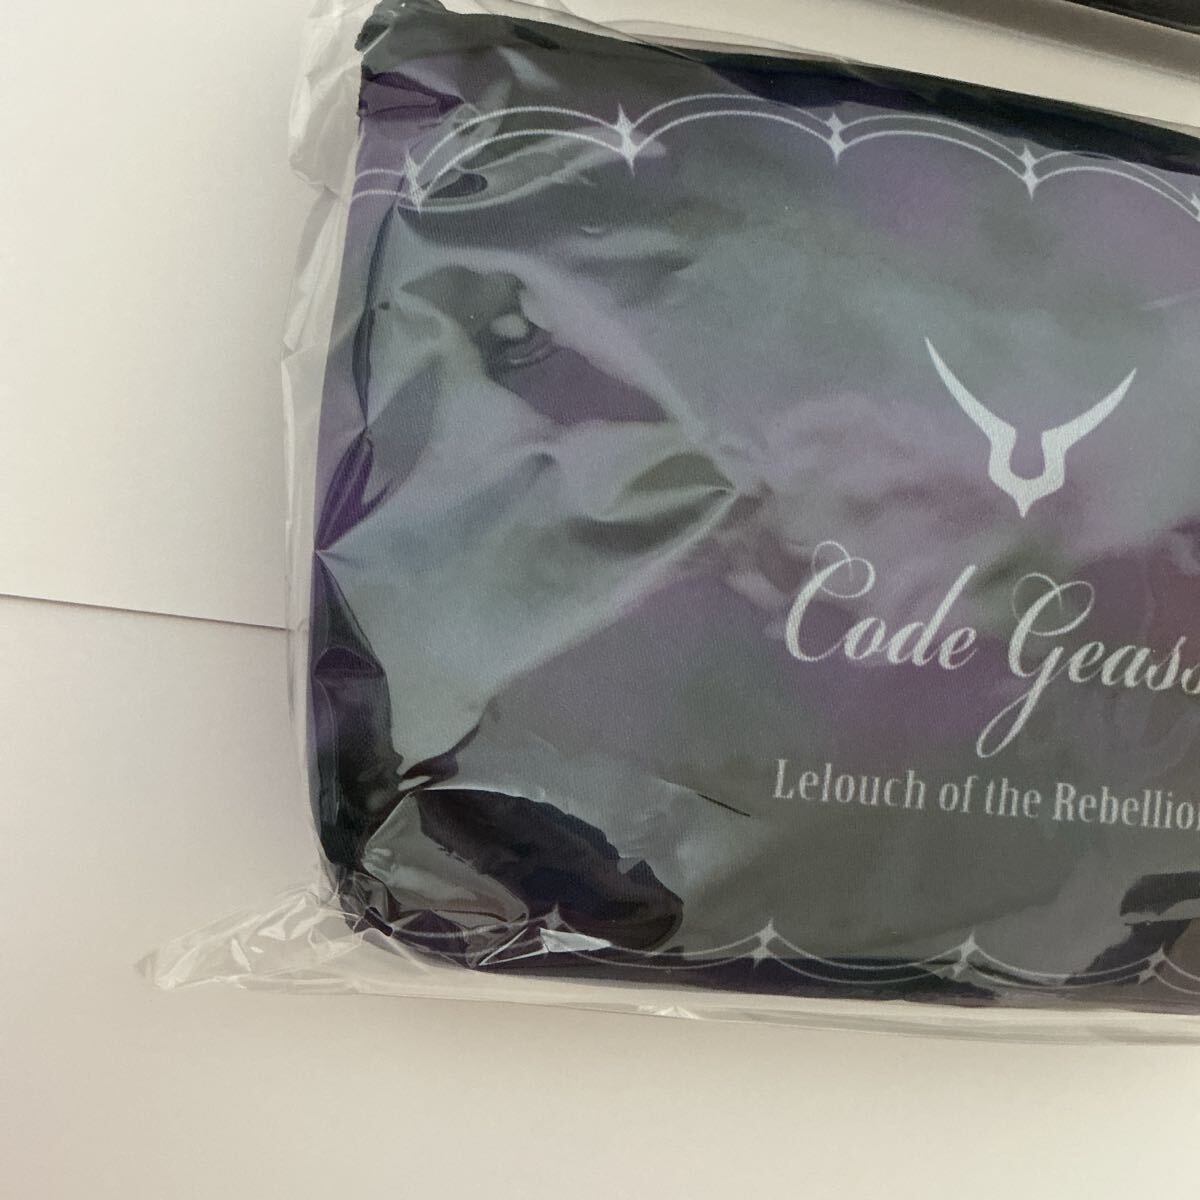 Code Geass
Lelouch of the Rebellion